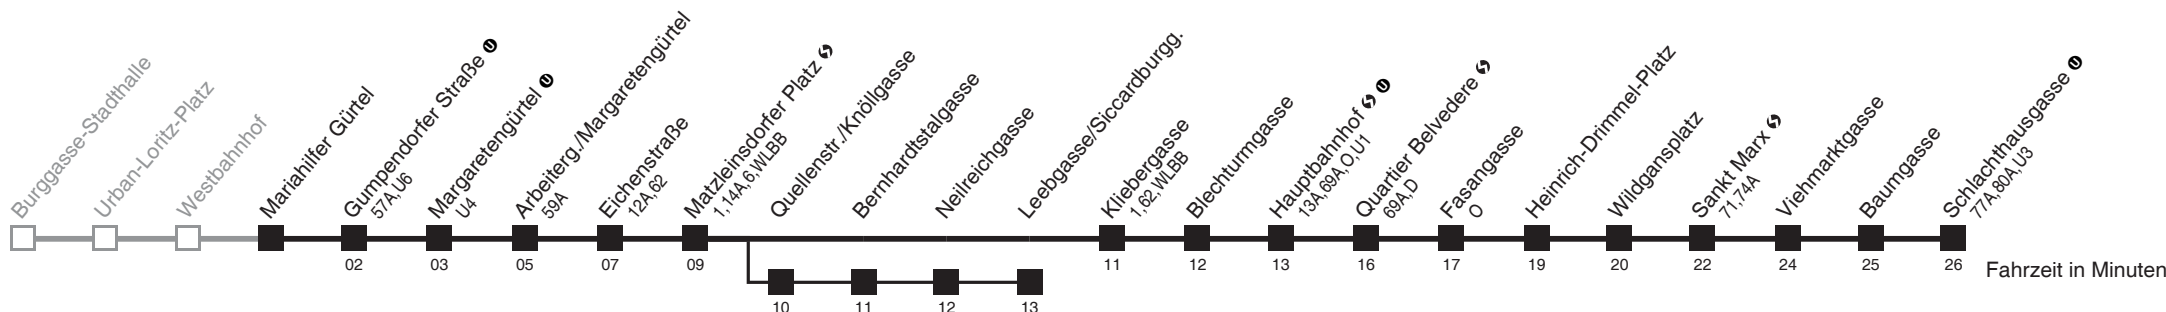 Burggasse-Stadthalle
Urban-Loritz-Platz
Westbahnhof
Mariahilfer Gürtel
Gumpendorfer Straße U
57A,U6
Margaretengürtel U
U4
Arbeiterg./Margaretengürtel
59A
Eichenstraße
12A,62
Matzleinsdorfer Platz S
1,14A,6,WLBB
Quellenstr./Knöllgasse
Bernhardtstalgasse
Neilreichgasse
Leebgasse/Siccardburgg.
Kliebergasse
1,62,WLBB
Blechturmgasse
Hauptbahnhof S U
13A,69A,O,U1
Quartier Belvedere S
69A,D
Fasangasse
O
Heinrich-Drimmel-Platz
Wildgansplatz
Sankt Marx S
71,74A
Viehmarktgasse
Baumgasse
Schlachthausgasse U
77A,80A,U3
02 03 05 07 09 11 12 13 16 17 19 20 22 24 25 26 Fahrzeit in Minuten
10 11 12 13